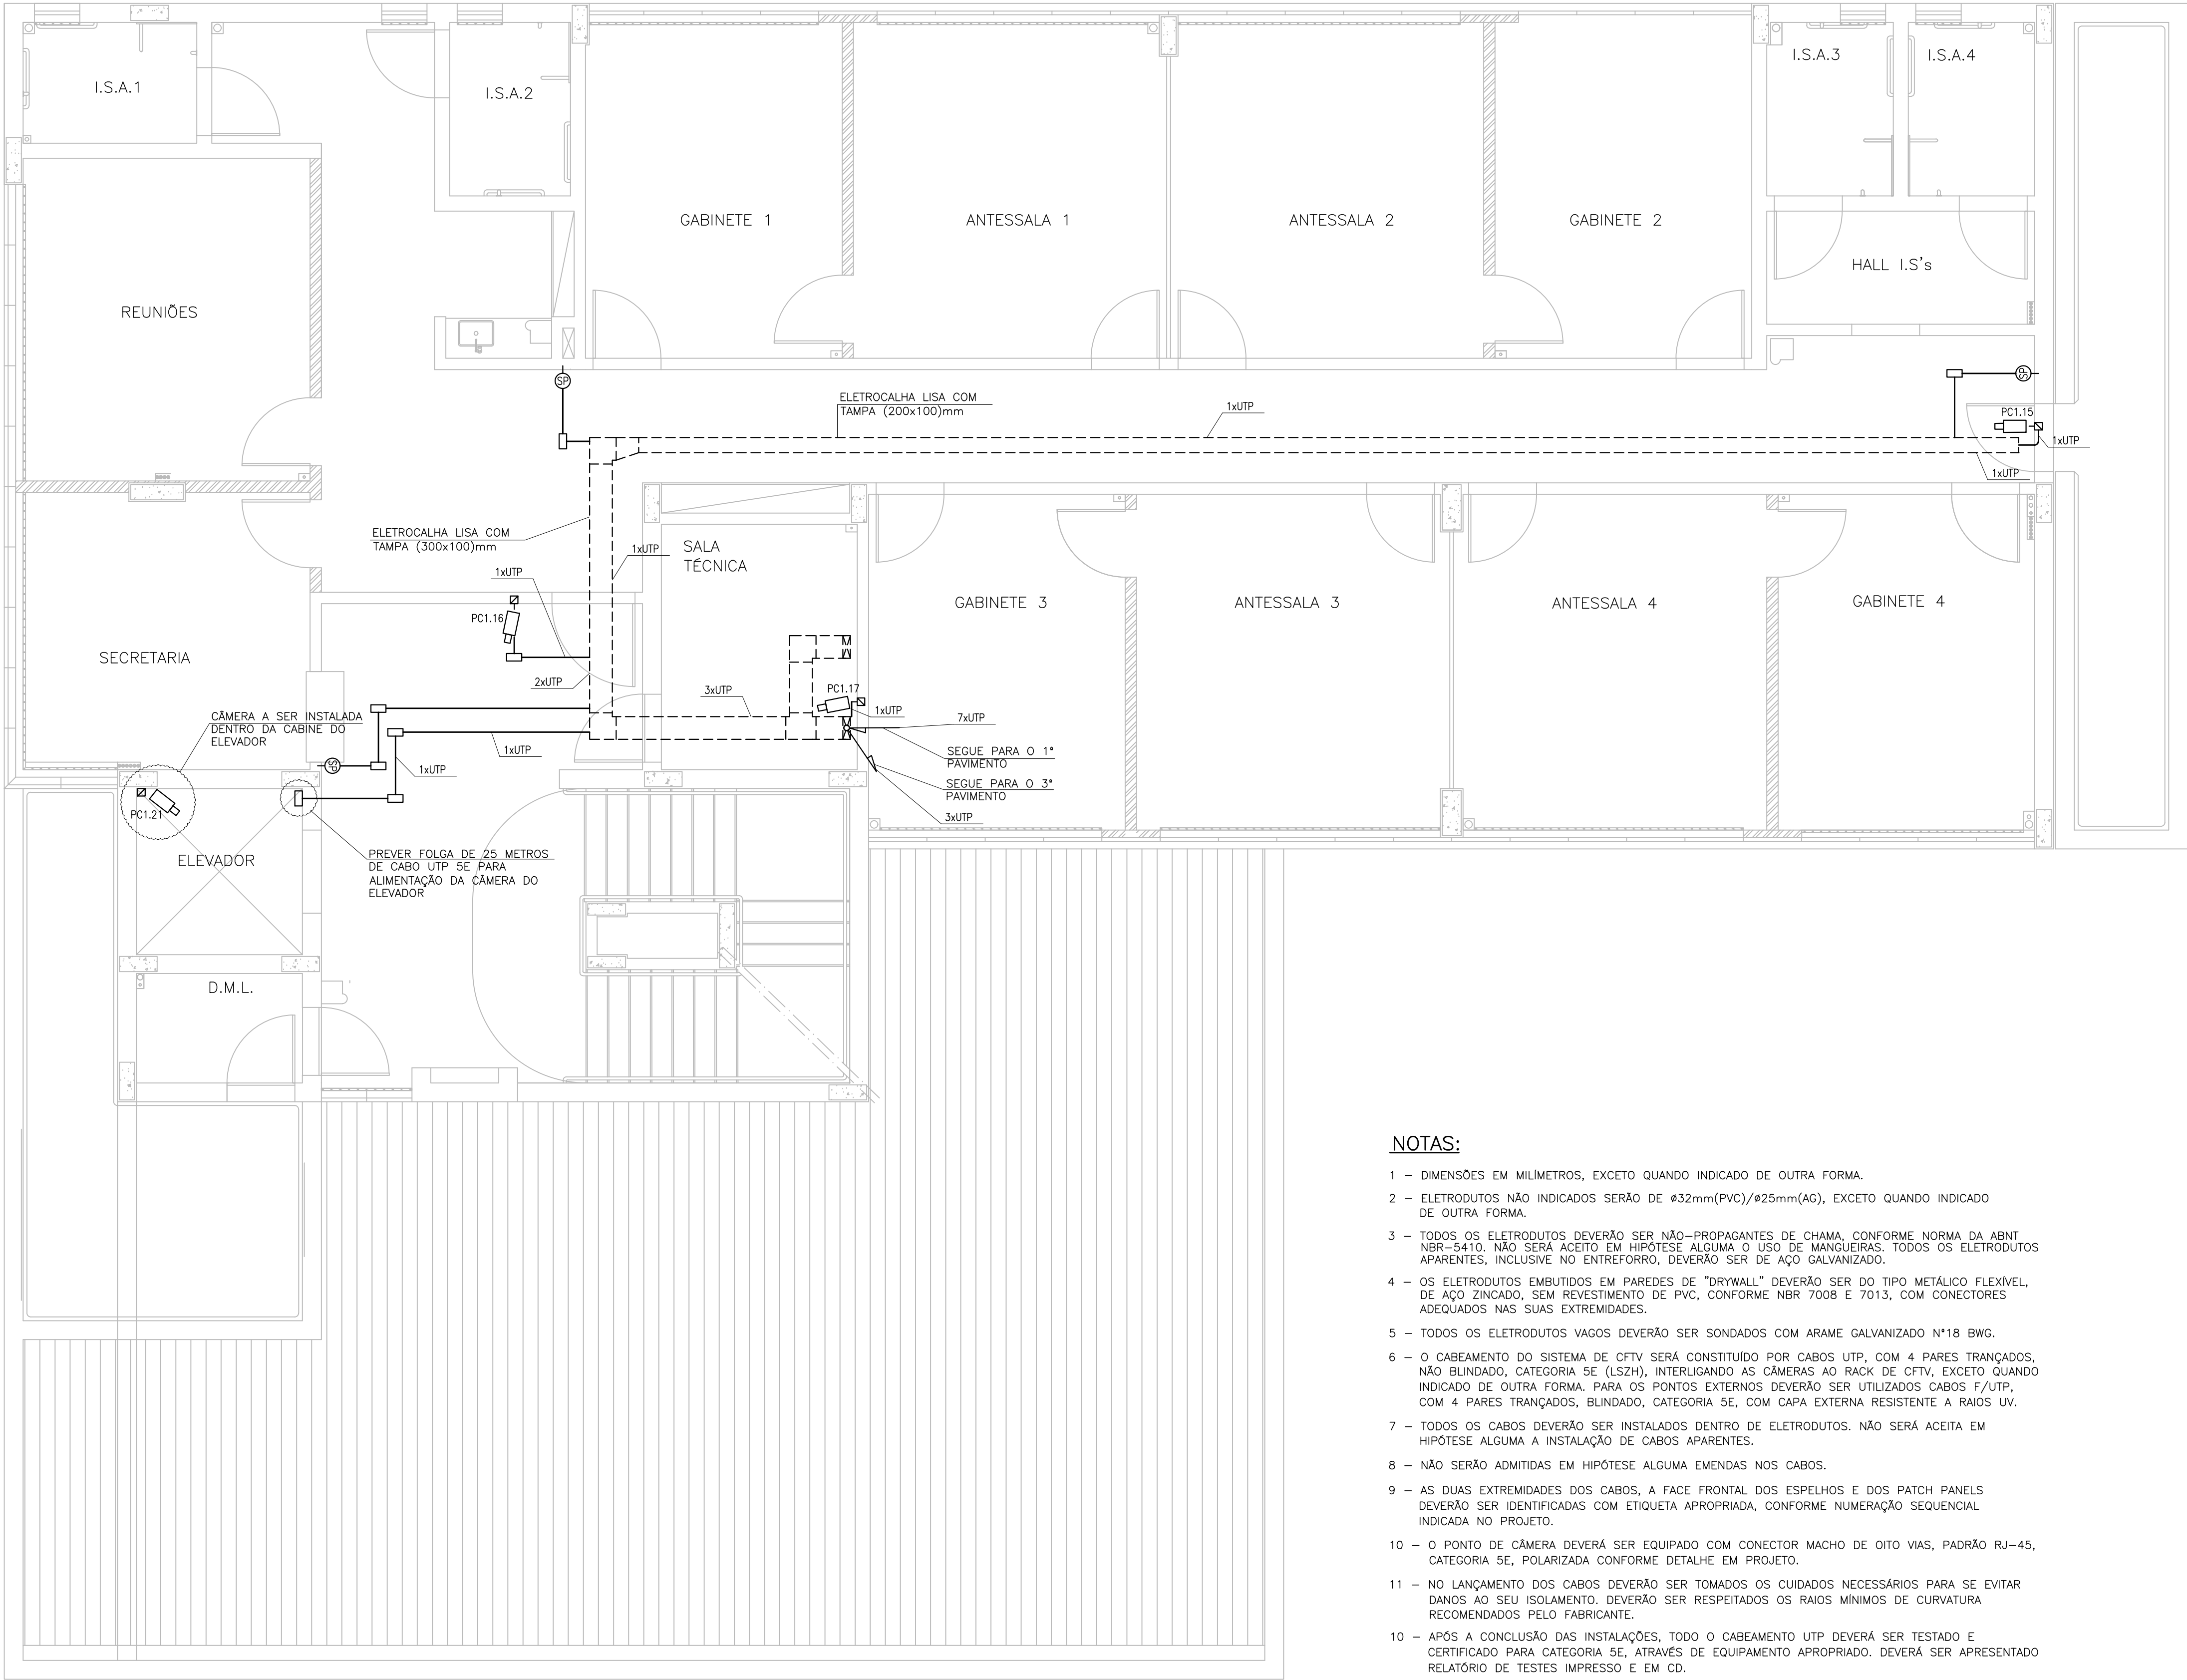 I.S.A.1
I.S.A.2
I.S.A.3
I.S.A.4
GABINETE 1
ANTESSALA 1
ANTESSALA 2
GABINETE 2
HALL I.S's
REUNIÕES
SP
ELETROCALHA LISA COM
TAMPA (200x100)mm
1xUTP
SP
PC1.15
1xUTP
1xUTP
ELETROCALHA LISA COM
TAMPA (300x100)mm
1xUTP
SALA
TÉCNICA
1xUTP
PC1.16
GABINETE 3
ANTESSALA 3
ANTESSALA 4
GABINETE 4
SECRETARIA
2xUTP
3xUTP
PC1.17
1xUTP
7xUTP
CÂMERA A SER INSTALADA
DENTRO DA CABINE DO
ELEVADOR
SP
1xUTP
1xUTP
SEGUE PARA O 1°
PAVIMENTO
SEGUE PARA O 3°
PAVIMENTO
3xUTP
PC1.21
ELEVADOR
PREVER FOLGA DE 25 METROS
DE CABO UTP 5E PARA
ALIMENTAÇÃO DA CÂMERA DO
ELEVADOR
D.M.L.
NOTAS:
1 – DIMENSÕES EM MILÍMETROS, EXCETO QUANDO INDICADO DE OUTRA FORMA.
2 – ELETRODUTOS NÃO INDICADOS SERÃO DE ø32mm(PVC)/ø25mm(AG), EXCETO QUANDO INDICADO
DE OUTRA FORMA.
3 – TODOS OS ELETRODUTOS DEVERÃO SER NÃO–PROPAGANTES DE CHAMA, CONFORME NORMA DA ABNT
NBR–5410. NÃO SERÁ ACEITO EM HIPÓTESE ALGUMA O USO DE MANGUEIRAS. TODOS OS ELETRODUTOS
APARENTES, INCLUSIVE NO ENTREFORRO, DEVERÃO SER DE AÇO GALVANIZADO.
4 – OS ELETRODUTOS EMBUTIDOS EM PAREDES DE "DRYWALL" DEVERÃO SER DO TIPO METÁLICO FLEXÍVEL,
DE AÇO ZINCADO, SEM REVESTIMENTO DE PVC, CONFORME NBR 7008 E 7013, COM CONECTORES
ADEQUADOS NAS SUAS EXTREMIDADES.
5 – TODOS OS ELETRODUTOS VAGOS DEVERÃO SER SONDADOS COM ARAME GALVANIZADO N°18 BWG.
6 – O CABEAMENTO DO SISTEMA DE CFTV SERÁ CONSTITUÍDO POR CABOS UTP, COM 4 PARES TRANÇADOS,
NÃO BLINDADO, CATEGORIA 5E (LSZH), INTERLIGANDO AS CÂMERAS AO RACK DE CFTV, EXCETO QUANDO
INDICADO DE OUTRA FORMA. PARA OS PONTOS EXTERNOS DEVERÃO SER UTILIZADOS CABOS F/UTP,
COM 4 PARES TRANÇADOS, BLINDADO, CATEGORIA 5E, COM CAPA EXTERNA RESISTENTE A RAIOS UV.
7 – TODOS OS CABOS DEVERÃO SER INSTALADOS DENTRO DE ELETRODUTOS. NÃO SERÁ ACEITA EM
HIPÓTESE ALGUMA A INSTALAÇÃO DE CABOS APARENTES.
8 – NÃO SERÃO ADMITIDAS EM HIPÓTESE ALGUMA EMENDAS NOS CABOS.
9 – AS DUAS EXTREMIDADES DOS CABOS, A FACE FRONTAL DOS ESPELHOS E DOS PATCH PANELS
DEVERÃO SER IDENTIFICADAS COM ETIQUETA APROPRIADA, CONFORME NUMERAÇÃO SEQUENCIAL
INDICADA NO PROJETO.
10 – O PONTO DE CÂMERA DEVERÁ SER EQUIPADO COM CONECTOR MACHO DE OITO VIAS, PADRÃO RJ–45,
CATEGORIA 5E, POLARIZADA CONFORME DETALHE EM PROJETO.
11 – NO LANÇAMENTO DOS CABOS DEVERÃO SER TOMADOS OS CUIDADOS NECESSÁRIOS PARA SE EVITAR
DANOS AO SEU ISOLAMENTO. DEVERÃO SER RESPEITADOS OS RAIOS MÍNIMOS DE CURVATURA
RECOMENDADOS PELO FABRICANTE.
10 – APÓS A CONCLUSÃO DAS INSTALAÇÕES, TODO O CABEAMENTO UTP DEVERÁ SER TESTADO E
CERTIFICADO PARA CATEGORIA 5E, ATRAVÉS DE EQUIPAMENTO APROPRIADO. DEVERÁ SER APRESENTADO
RELATÓRIO DE TESTES IMPRESSO E EM CD.